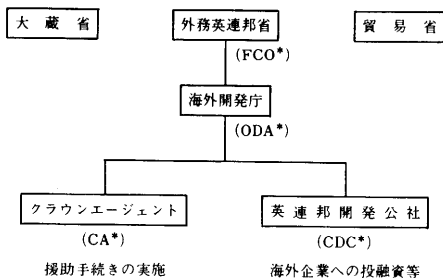 大蔵省 外務英連邦省 貿易省
(FCO*)
海外開発庁
(ODA*)
クラウンエージェント 英連邦開発公社
(CA*) (CDC*)
援助手続きの実施 海外企業への投融資等